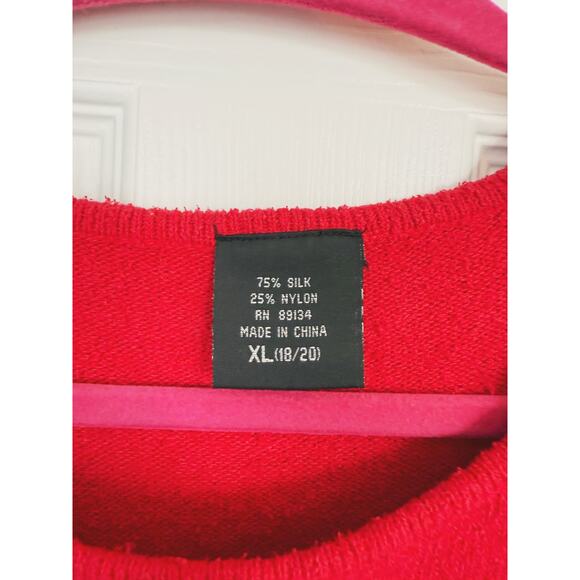 75% SILK
25% NYLON
RN 89134
MADE IN CHINA
XL(18/20)